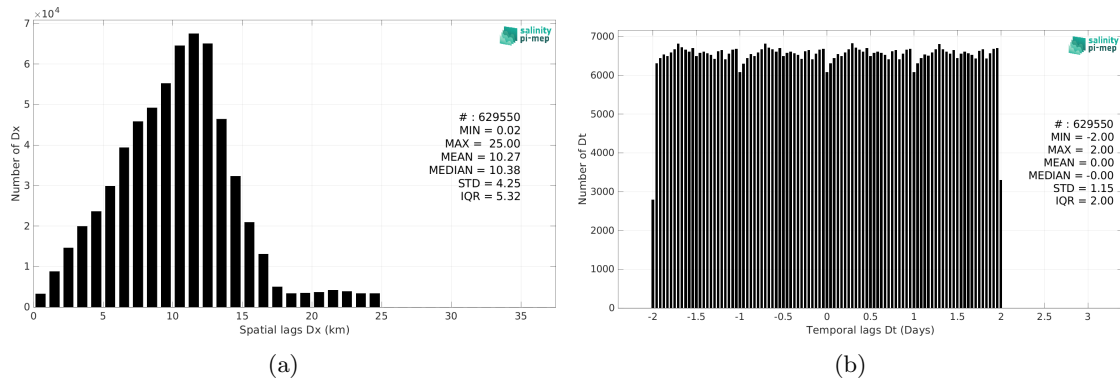 ×10⁴
7
6
5
4
3
2
1
0
Number of Dx
salinity
pi-mep
# : 629550
MIN = 0.02
MAX = 25.00
MEAN = 10.27
MEDIAN = 10.38
STD = 4.25
IQR = 5.32
0 5 10 15 20 25 30 35
Spatial lags Dx (km)
(a)
7000
6000
5000
4000
3000
2000
1000
0
Number of Dt
salinity
pi-mep
# : 629550
MIN = -2.00
MAX = 2.00
MEAN = 0.00
MEDIAN = -0.00
STD = 1.15
IQR = 2.00
-2 -1.5 -1 -0.5 0 0.5 1 1.5 2 2.5 3
Temporal lags Dt (Days)
(b)